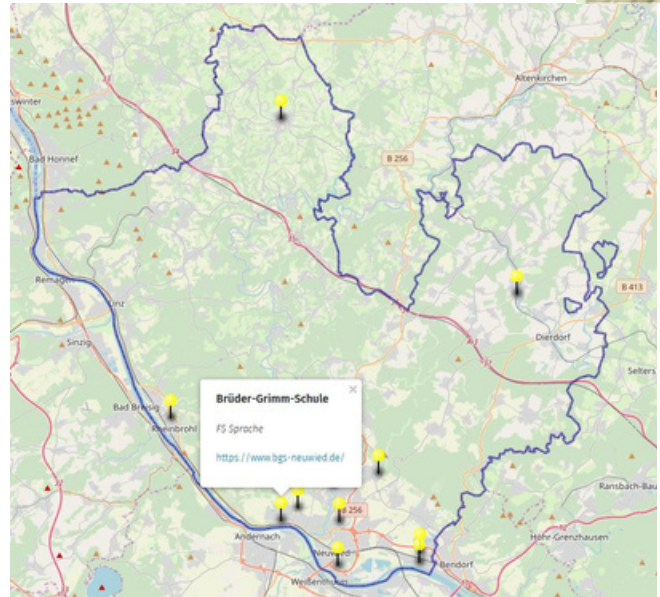 Altenkirchen
Bad Honnef
B 256
Remagen
B 413
Sinzig
Dierdorf
Selters
Brüder-Grimm-Schule
×
FS Sprache
https://www.bgs-neuwied.de/
Bad Breisig
Rheinbrohl
Ransbach-Bau
B 256
Andernach
Höhr-Grenzhausen
Neuwied
Bendorf
Weißenthurm